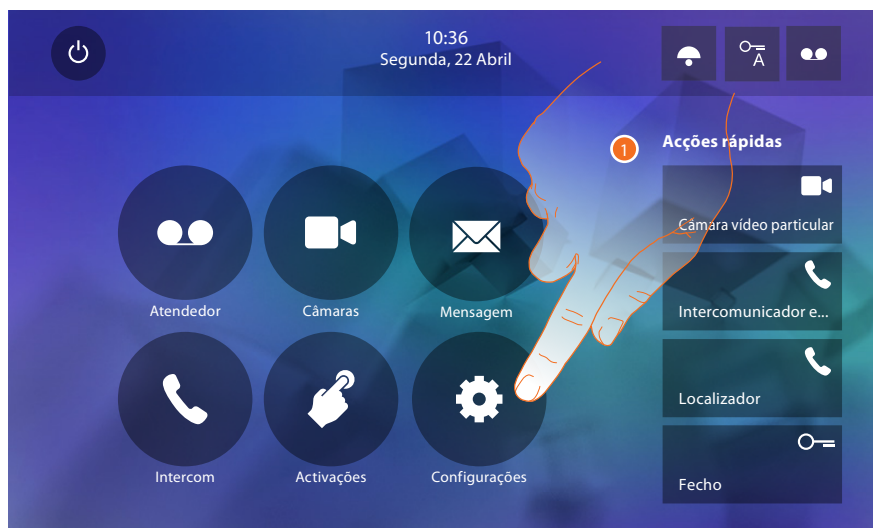 10:36
Segunda, 22 Abril
A
1
Acções rápidas
Câmara vídeo particular
Intercomunicador e...
Localizador
Fecho
Atendedor
Câmaras
Mensagem
Intercom
Activações
Configurações